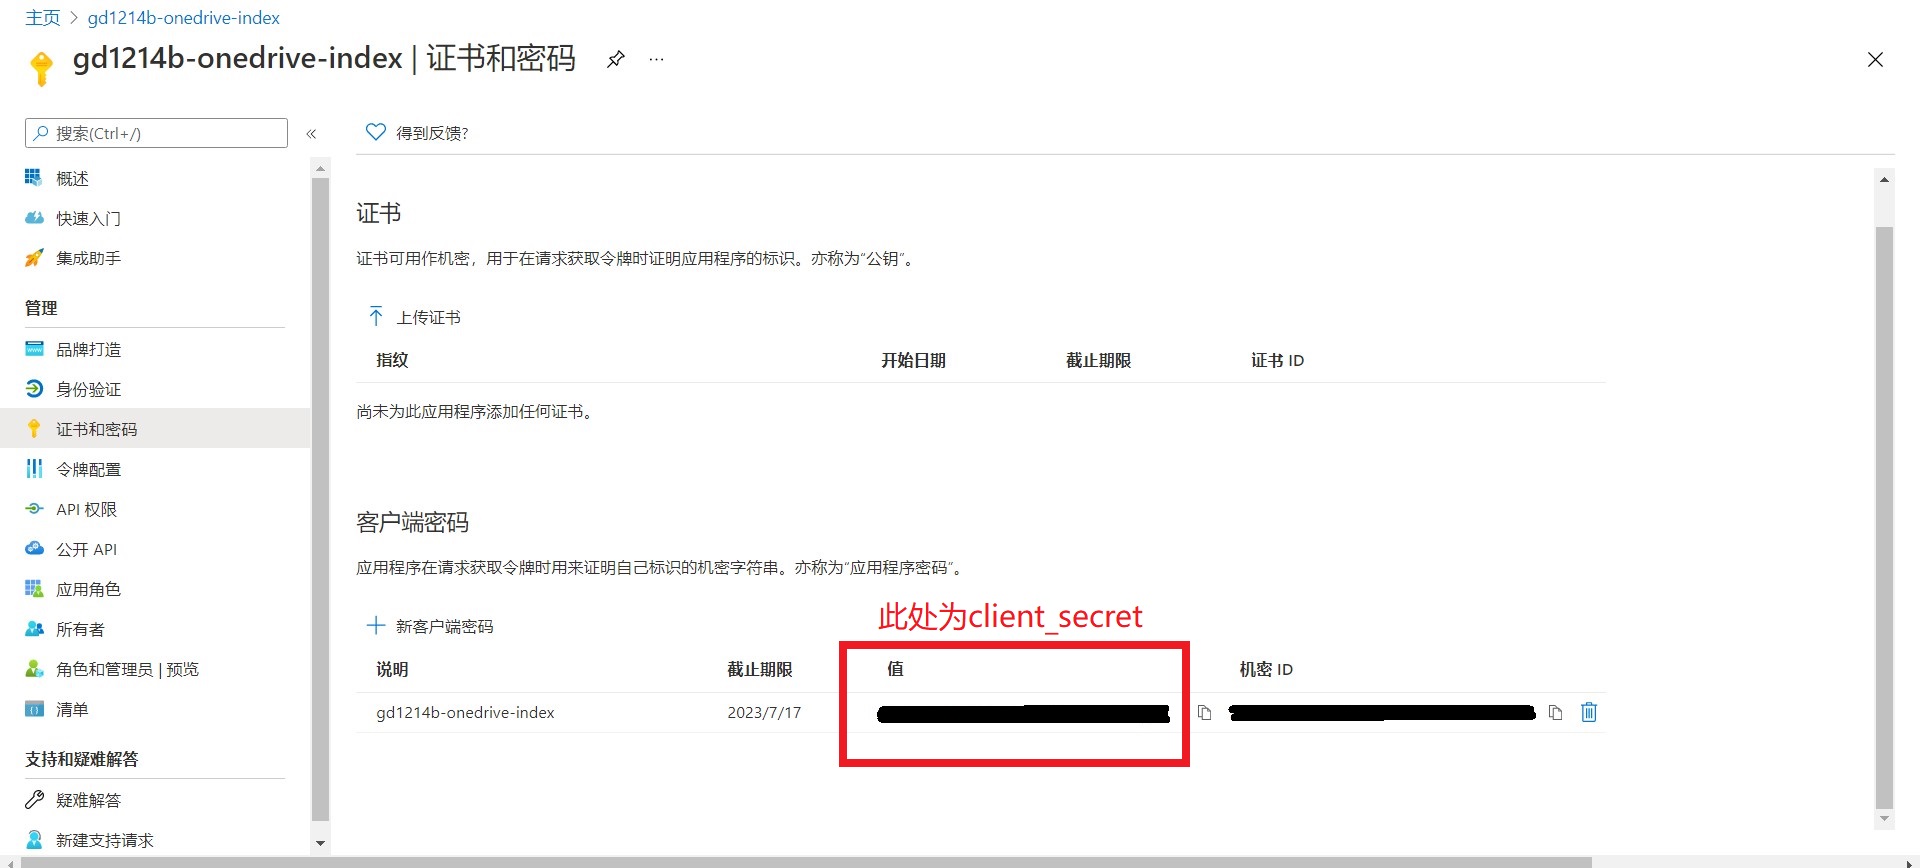 主页 > gd1214b-onedrive-index
gd1214b-onedrive-index | 证书和密码
搜索(Ctrl+/)
概述
快速入门
集成助手
管理
品牌打造
身份验证
证书和密码
令牌配置
API 权限
公开 API
应用角色
所有者
角色和管理员 | 预览
清单
支持和疑难解答
疑难解答
新建支持请求
得到反馈?
证书
证书可用作机密，用于在请求获取令牌时证明应用程序的标识。亦称为“公钥”。
上传证书
指纹 开始日期 截止期限 证书 ID
尚未为此应用程序添加任何证书。
客户端密码
应用程序在请求获取令牌时用来证明自己标识的机密字符串。亦称为“应用程序密码”。
此处为client_secret
新客户端密码
说明 截止期限 值 机密 ID
gd1214b-onedrive-index 2023/7/17